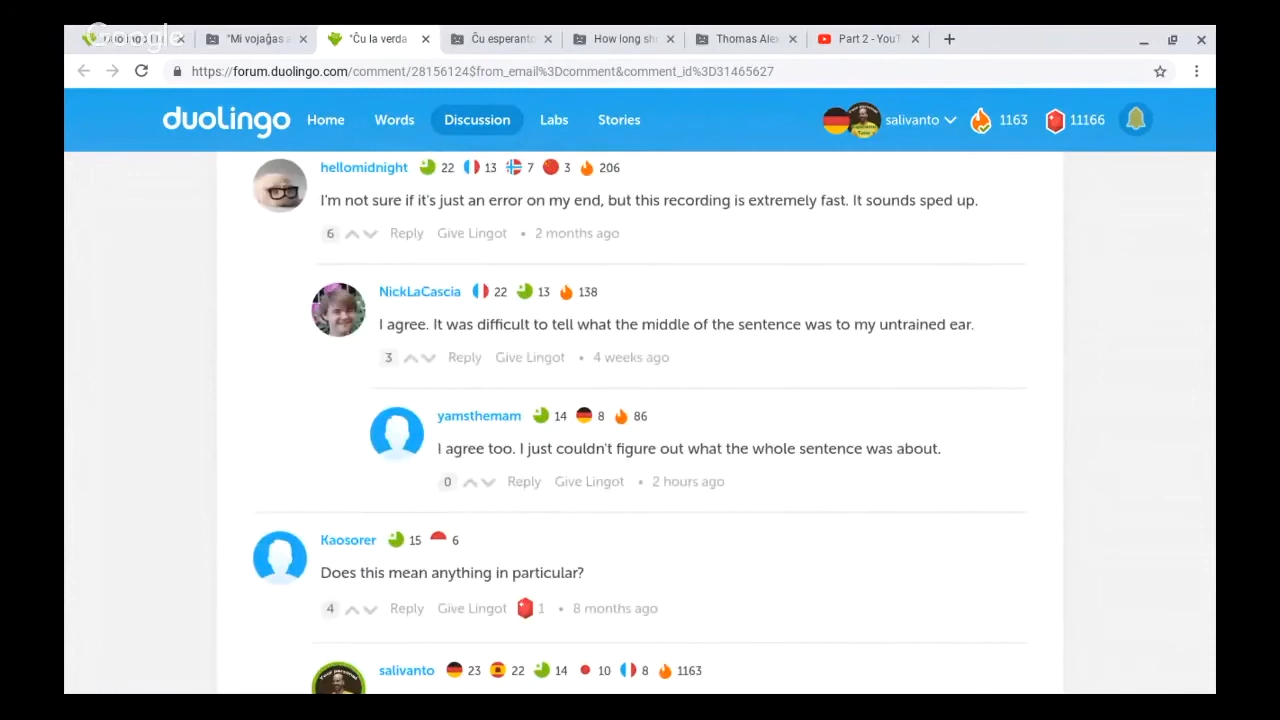 Google
"Mi vojaĝas a
"Ĉu la verda
Ĉu esperanto
How long sh
Thomas Alex
Part 2 - YouT
https://forum.duolingo.com/comment/28156124$from_email%3Dcomment&comment_id%3D31465627
duolingo Home Words Discussion Labs Stories salivanto 1163 11166
hellomidnight 22 13 7 3 206
I'm not sure if it's just an error on my end, but this recording is extremely fast. It sounds sped up.
6 Reply Give Lingot • 2 months ago
NickLaCascia 22 13 138
I agree. It was difficult to tell what the middle of the sentence was to my untrained ear.
3 Reply Give Lingot • 4 weeks ago
yamsthemam 14 8 86
I agree too. I just couldn't figure out what the whole sentence was about.
0 Reply Give Lingot • 2 hours ago
Kaosorer 15 6
Does this mean anything in particular?
4 Reply Give Lingot 1 • 8 months ago
salivanto 23 22 14 10 8 1163